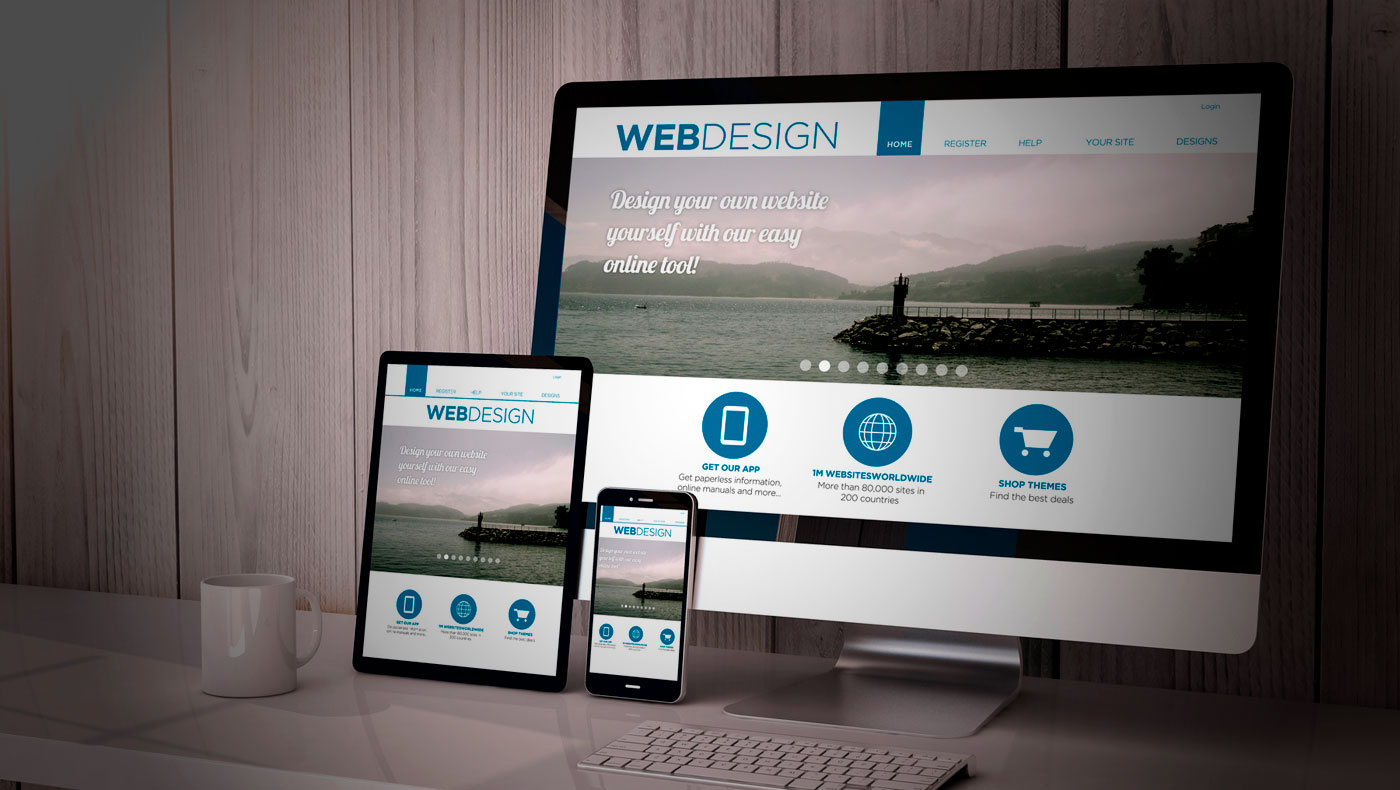 WEBDESIGN
Login
HOME REGISTER HELP YOUR SITE DESIGNS
Design your own website
yourself with our easy
online tool!
GET OUR APP
Get paperless information,
online manuals and more...
1M WEBSITESWORLDWIDE
More than 80,000 sites in
200 countries
SHOP THEMES
Find the best deals
Login
HOME REGISTER HELP YOUR SITE DESIGNS
WEBDESIGN
Design your own website
yourself with our easy
online tool!
GET OUR APP
1M WEBSITESWORLDWIDE
More than 80,000 sites in
200 countries
SHOP THEMES
Find the best deals
WEBDESIGN